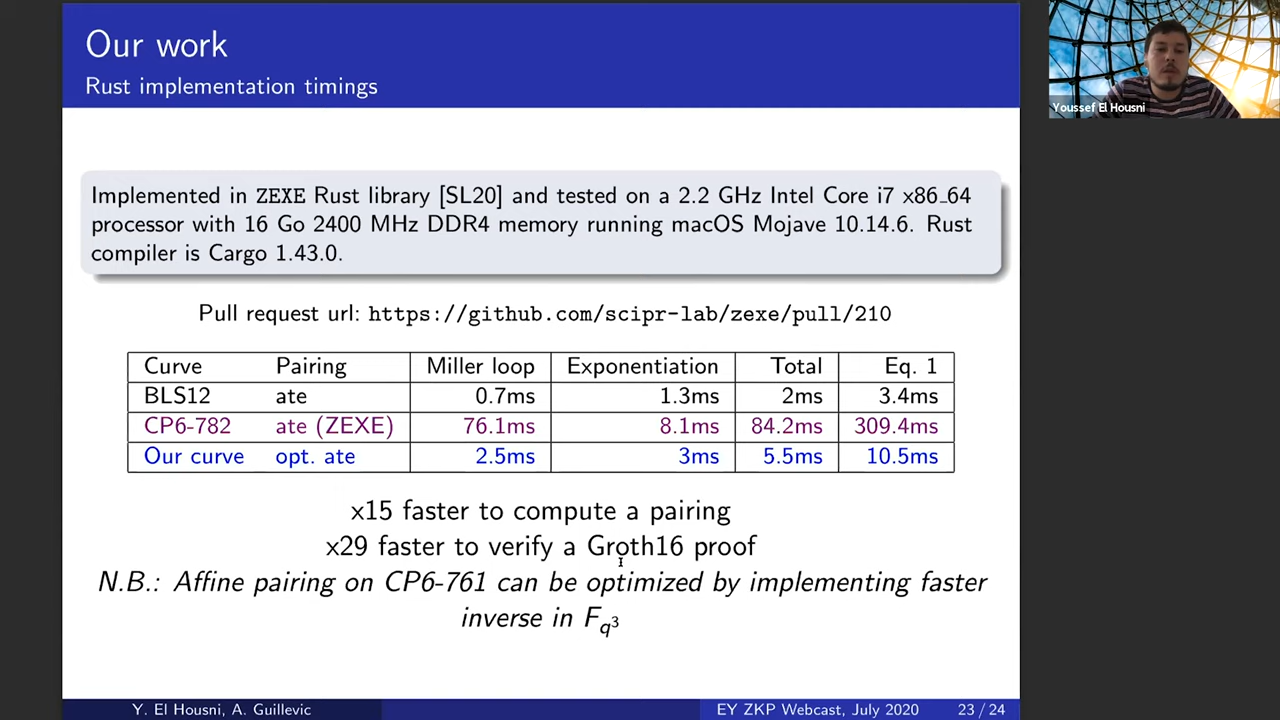 Our work
Rust implementation timings
Youssef El Housni
Implemented in ZEXE Rust library [SL20] and tested on a 2.2 GHz Intel Core i7 x86_64
processor with 16 Go 2400 MHz DDR4 memory running macOS Mojave 10.14.6. Rust
compiler is Cargo 1.43.0.
Pull request url: https://github.com/scipr-lab/zexe/pull/210
Curve Pairing Miller loop Exponentiation Total Eq. 1
BLS12 ate 0.7ms 1.3ms 2ms 3.4ms
CP6-782 ate (ZEXE) 76.1ms 8.1ms 84.2ms 309.4ms
Our curve opt. ate 2.5ms 3ms 5.5ms 10.5ms
x15 faster to compute a pairing
x29 faster to verify a Groth16 proof
N.B.: Affine pairing on CP6-761 can be optimized by implementing faster
inverse in F_{q^3}
Y. El Housni, A. Guillevic EY ZKP Webcast, July 2020 23 / 24